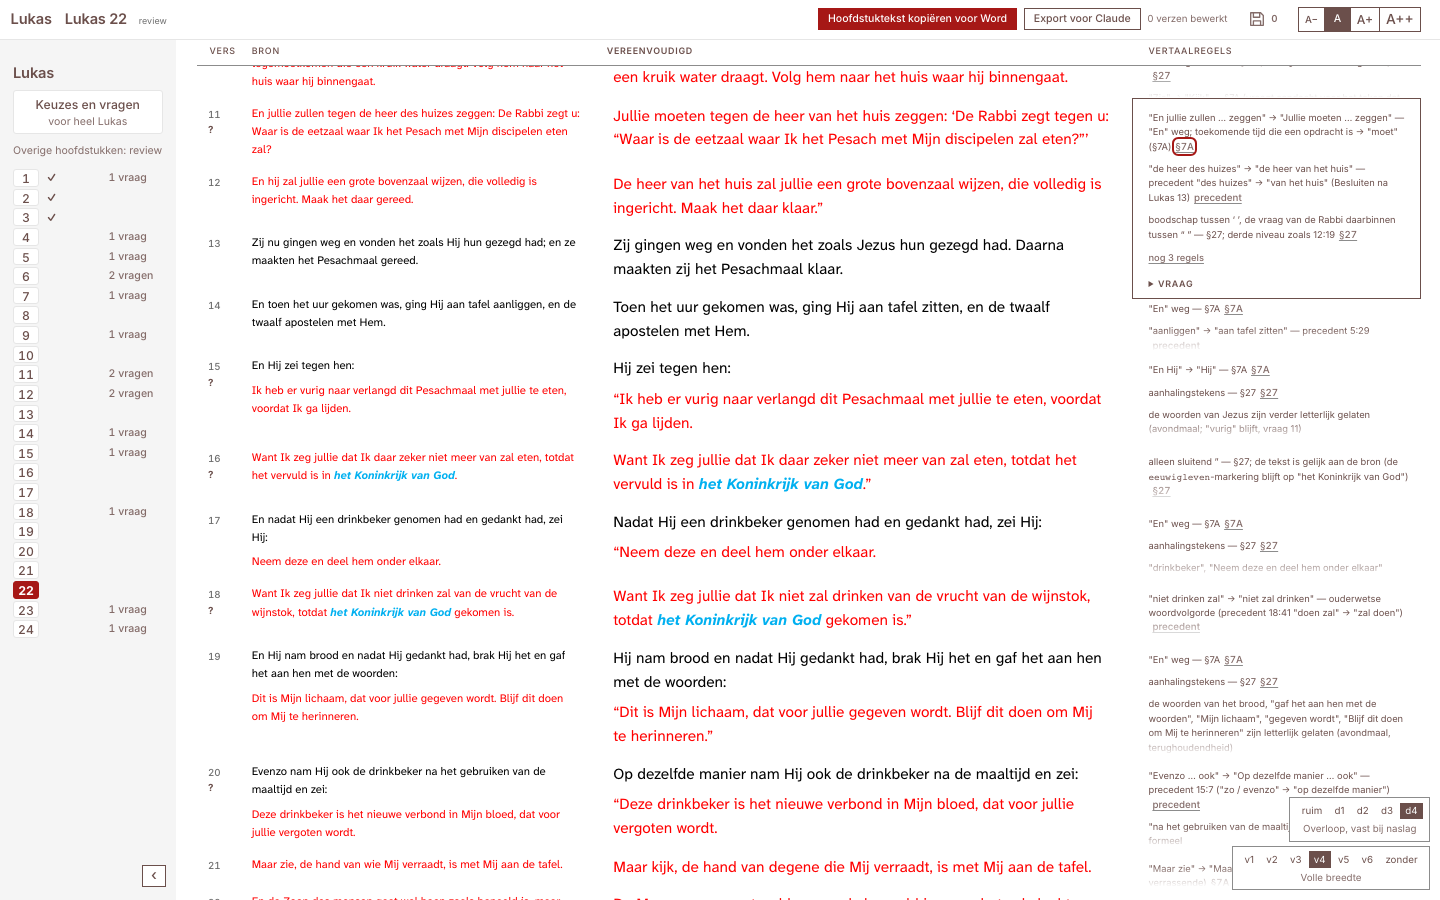 Lukas Lukas 22 review
Hoofdstuktekst kopiëren voor Word Export voor Claude 0 verzen bewerkt 0 A− A A+ A++
VERS BRON VEREENVOUDIGD VERTAALREGELS
Lukas
Keuzes en vragen
voor heel Lukas
Overige hoofdstukken: review
1 ✓ 1 vraag
2 ✓
3 ✓
4 1 vraag
5 1 vraag
6 2 vragen
7 1 vraag
8
9 1 vraag
10
11 2 vragen
12 2 vragen
13
14 1 vraag
15 1 vraag
16
17
18 1 vraag
19
20
21
22
23 1 vraag
24 1 vraag
‹
huis waar hij binnengaat.
een kruik water draagt. Volg hem naar het huis waar hij binnengaat.
§27
11
?
En jullie zullen tegen de heer des huizes zeggen: De Rabbi zegt u:
Waar is de eetzaal waar Ik het Pesach met Mijn discipelen eten
zal?
Jullie moeten tegen de heer van het huis zeggen: ‘De Rabbi zegt tegen u:
“Waar is de eetzaal waar Ik het Pesach met Mijn discipelen zal eten?”’
"En jullie zullen ... zeggen" → "Jullie moeten ... zeggen" —
"En" weg; toekomende tijd die een opdracht is → "moet"
(§7A) §7A
"de heer des huizes" → "de heer van het huis" —
precedent "des huizes" → "van het huis" (Besluiten na
Lukas 13) precedent
boodschap tussen ‘ ’, de vraag van de Rabbi daarbinnen
tussen “ ” — §27; derde niveau zoals 12:19 §27
nog 3 regels
▶ VRAAG
12
En hij zal jullie een grote bovenzaal wijzen, die volledig is
ingericht. Maak het daar gereed.
De heer van het huis zal jullie een grote bovenzaal wijzen, die volledig is
ingericht. Maak het daar klaar.”
13
Zij nu gingen weg en vonden het zoals Hij hun gezegd had; en ze
maakten het Pesachmaal gereed.
Zij gingen weg en vonden het zoals Jezus hun gezegd had. Daarna
maakten zij het Pesachmaal klaar.
14
En toen het uur gekomen was, ging Hij aan tafel aanliggen, en de
twaalf apostelen met Hem.
Toen het uur gekomen was, ging Hij aan tafel zitten, en de twaalf
apostelen met Hem.
"En" weg — §7A §7A
"aanliggen" → "aan tafel zitten" — precedent 5:29
precedent
15
?
En Hij zei tegen hen:
Ik heb er vurig naar verlangd dit Pesachmaal met jullie te eten,
voordat Ik ga lijden.
Hij zei tegen hen:
“Ik heb er vurig naar verlangd dit Pesachmaal met jullie te eten, voordat
Ik ga lijden.
"En Hij" → "Hij" — §7A §7A
aanhalingstekens — §27 §27
de woorden van Jezus zijn verder letterlijk gelaten
(avondmaal; "vurig" blijft, vraag 11)
16
?
Want Ik zeg jullie dat Ik daar zeker niet meer van zal eten, totdat
het vervuld is in het Koninkrijk van God.
Want Ik zeg jullie dat Ik daar zeker niet meer van zal eten, totdat het
vervuld is in het Koninkrijk van God.”
alleen sluitend ” — §27; de tekst is gelijk aan de bron (de
eeuwigleven-markering blijft op "het Koninkrijk van God")
§27
17
En nadat Hij een drinkbeker genomen had en gedankt had, zei
Hij:
Neem deze en deel hem onder elkaar.
Nadat Hij een drinkbeker genomen had en gedankt had, zei Hij:
“Neem deze en deel hem onder elkaar.
"En" weg — §7A §7A
aanhalingstekens — §27 §27
"drinkbeker", "Neem deze en deel hem onder elkaar"
18
?
Want Ik zeg jullie dat Ik niet drinken zal van de vrucht van de
wijnstok, totdat het Koninkrijk van God gekomen is.
Want Ik zeg jullie dat Ik niet zal drinken van de vrucht van de wijnstok,
totdat het Koninkrijk van God gekomen is.”
"niet drinken zal" → "niet zal drinken" — ouderwetse
woordvolgorde (precedent 18:41 "doen zal" → "zal doen")
precedent
19
En Hij nam brood en nadat Hij gedankt had, brak Hij het en gaf
het aan hen met de woorden:
Dit is Mijn lichaam, dat voor jullie gegeven wordt. Blijf dit doen
om Mij te herinneren.
Hij nam brood en nadat Hij gedankt had, brak Hij het en gaf het aan hen
met de woorden:
“Dit is Mijn lichaam, dat voor jullie gegeven wordt. Blijf dit doen om Mij
te herinneren.”
"En" weg — §7A §7A
aanhalingstekens — §27 §27
de woorden van het brood, "gaf het aan hen met de
woorden", "Mijn lichaam", "gegeven wordt", "Blijf dit doen
om Mij te herinneren" zijn letterlijk gelaten (avondmaal,
terughoudendheid)
20
?
Evenzo nam Hij ook de drinkbeker na het gebruiken van de
maaltijd en zei:
Deze drinkbeker is het nieuwe verbond in Mijn bloed, dat voor
jullie vergoten wordt.
Op dezelfde manier nam Hij ook de drinkbeker na de maaltijd en zei:
“Deze drinkbeker is het nieuwe verbond in Mijn bloed, dat voor jullie
vergoten wordt.
"Evenzo ... ook" → "Op dezelfde manier ... ook" —
precedent 15:7 ("zo / evenzo" → "op dezelfde manier")
precedent
"na het gebruiken van de
formeel
21
Maar zie, de hand van wie Mij verraadt, is met Mij aan de tafel.
Maar kijk, de hand van degene die Mij verraadt, is met Mij aan de tafel.
"Maar zie" →
§7A
ruim d1 d2 d3 d4
Overloop, vast bij naslag
v1 v2 v3 v4 v5 v6 zonder
Volle breedte